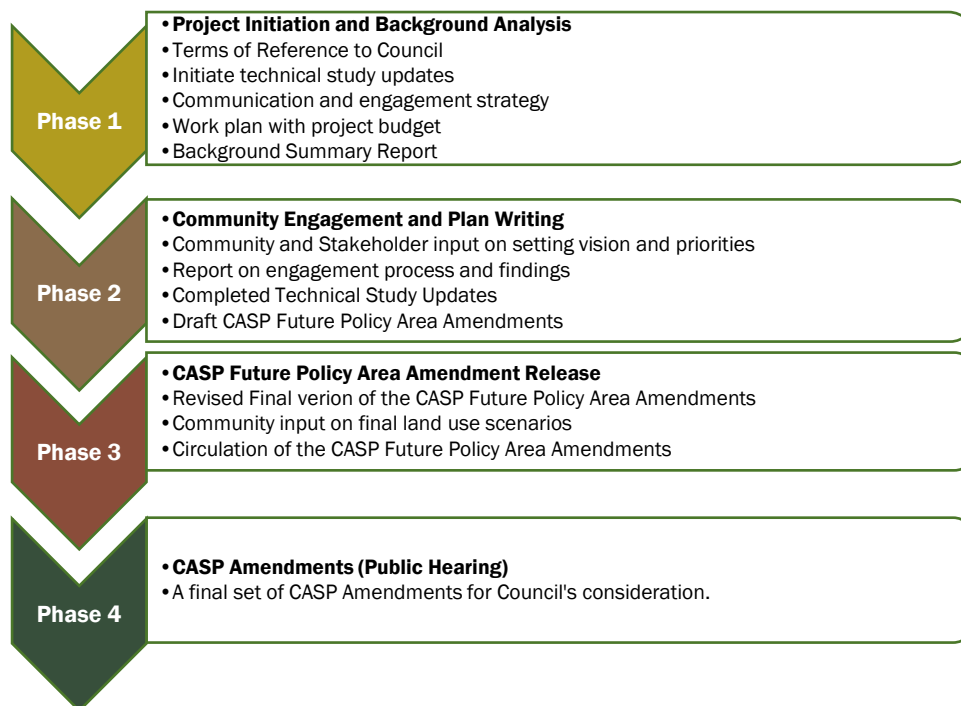 Phase 1
•Project Initiation and Background Analysis
•Terms of Reference to Council
•Initiate technical study updates
•Communication and engagement strategy
•Work plan with project budget
•Background Summary Report
Phase 2
•Community Engagement and Plan Writing
•Community and Stakeholder input on setting vision and priorities
•Report on engagement process and findings
•Completed Technical Study Updates
•Draft CASP Future Policy Area Amendments
Phase 3
•CASP Future Policy Area Amendment Release
•Revised Final verion of the CASP Future Policy Area Amendments
•Community input on final land use scenarios
•Circulation of the CASP Future Policy Area Amendments
Phase 4
•CASP Amendments (Public Hearing)
•A final set of CASP Amendments for Council's consideration.